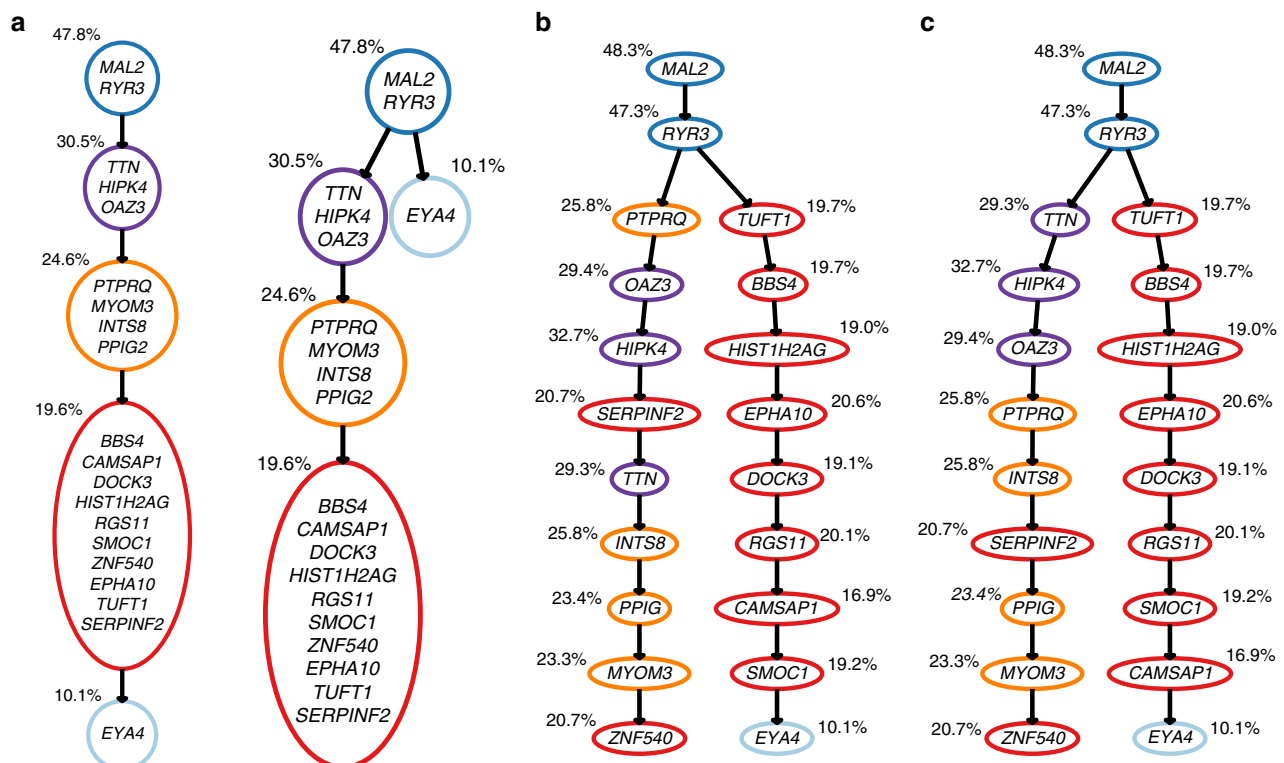 a
47.8%
MAL2
RYR3
30.5%
TTN
HIPK4
OAZ3
24.6%
PTPRQ
MYOM3
INTS8
PPIG2
19.6%
BBS4
CAMSAP1
DOCK3
HIST1H2AG
RGS11
SMOC1
ZNF540
EPHA10
TUFT1
SERPINF2
10.1%
EYA4
47.8%
MAL2
RYR3
30.5%
TTN
HIPK4
OAZ3
10.1%
EYA4
24.6%
PTPRQ
MYOM3
INTS8
PPIG2
19.6%
BBS4
CAMSAP1
DOCK3
HIST1H2AG
RGS11
SMOC1
ZNF540
EPHA10
TUFT1
SERPINF2
b
48.3%
MAL2
47.3%
RYR3
25.8%
PTPRQ
29.4%
OAZ3
32.7%
HIPK4
20.7%
SERPINF2
29.3%
TTN
25.8%
INTS8
23.4%
PPIG
23.3%
MYOM3
20.7%
ZNF540
19.7%
TUFT1
19.7%
BBS4
19.0%
HIST1H2AG
20.6%
EPHA10
19.1%
DOCK3
20.1%
RGS11
16.9%
CAMSAP1
19.2%
SMOC1
10.1%
EYA4
c
48.3%
MAL2
47.3%
RYR3
29.3%
TTN
32.7%
HIPK4
29.4%
OAZ3
25.8%
PTPRQ
25.8%
INTS8
20.7%
SERPINF2
23.4%
PPIG
23.3%
MYOM3
20.7%
ZNF540
19.7%
TUFT1
19.7%
BBS4
19.0%
HIST1H2AG
20.6%
EPHA10
19.1%
DOCK3
20.1%
RGS11
19.2%
SMOC1
16.9%
CAMSAP1
10.1%
EYA4